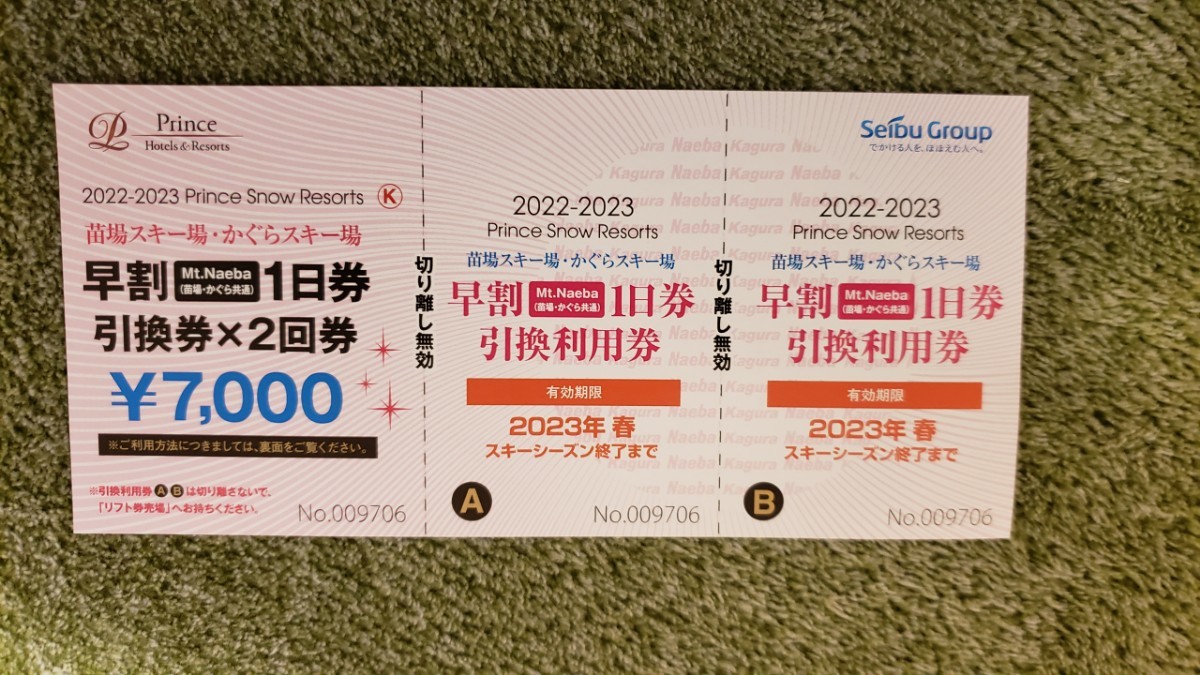 Prince
Hotels & Resorts
2022-2023 Prince Snow Resorts Ⓚ
苗場スキー場・かぐらスキー場
早割 Mt.Naeba (苗場・かぐら共通) 1日券
引換券×2回券
¥7,000
※ご利用方法につきましては、裏面をご覧ください。
※引換利用券ⒶⒷは切り離さないで、
「リフト券売場」へお持ちください。
No.009706
切り離し無効
2022-2023
Prince Snow Resorts
苗場スキー場・かぐらスキー場
早割 Mt.Naeba (苗場・かぐら共通) 1日券
引換利用券
有効期限
2023年 春
スキーシーズン終了まで
A
No.009706
切り離し無効
Seibu Group
でかける人を、ほほえむ人へ。
2022-2023
Prince Snow Resorts
苗場スキー場・かぐらスキー場
早割 Mt.Naeba (苗場・かぐら共通) 1日券
引換利用券
有効期限
2023年 春
スキーシーズン終了まで
B
No.009706